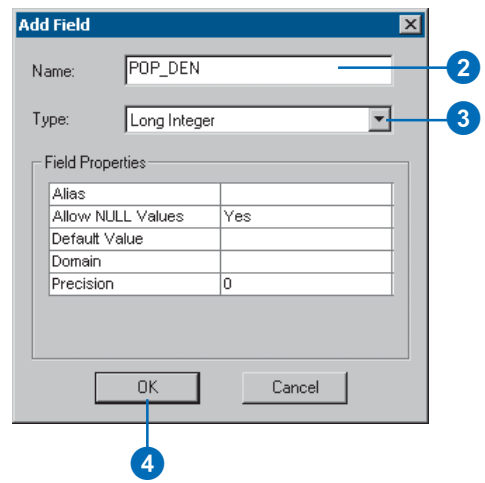 Add Field
Name: POP_DEN 2
Type: Long Integer 3
Field Properties
Alias
Allow NULL Values Yes
Default Value
Domain
Precision 0
OK Cancel
4